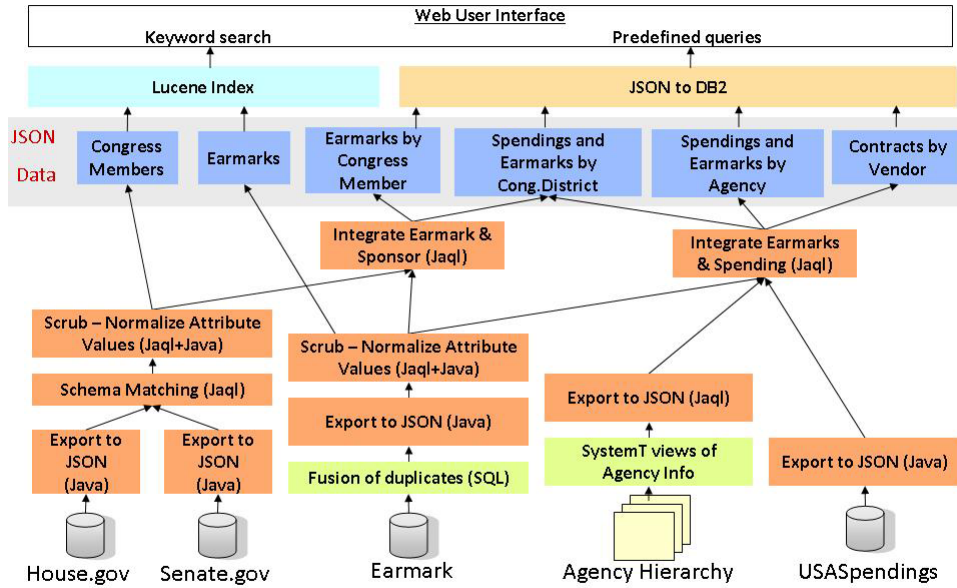 Web User Interface
Keyword search
Predefined queries
Lucene Index
JSON to DB2
JSON
Data
Congress
Members
Earmarks
Earmarks by
Congress
Member
Spendings and
Earmarks by
Cong.District
Spendings and
Earmarks by
Agency
Contracts by
Vendor
Integrate Earmark &
Sponsor (Jaql)
Integrate Earmarks
& Spending (Jaql)
Scrub – Normalize Attribute
Values (Jaql+Java)
Scrub – Normalize Attribute
Values (Jaql+Java)
Schema Matching (Jaql)
Export to JSON (Java)
Export to JSON (Jaql)
Export to
JSON
(Java)
Export to
JSON
(Java)
Fusion of duplicates (SQL)
SystemT views of
Agency Info
Export to JSON (Java)
House.gov
Senate.gov
Earmark
Agency Hierarchy
USASpendings